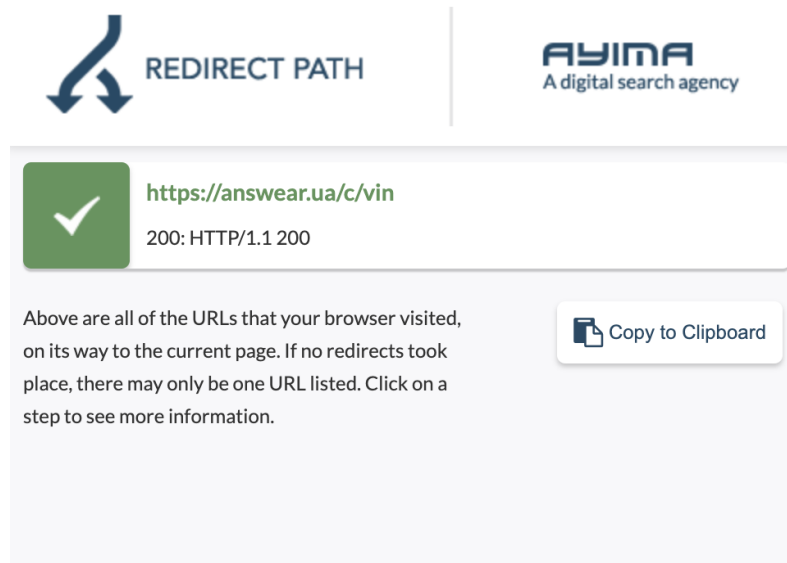 REDIRECT PATH
AYIMA
A digital search agency
https://answear.ua/c/vin
200: HTTP/1.1 200
Above are all of the URLs that your browser visited,
on its way to the current page. If no redirects took
place, there may only be one URL listed. Click on a
step to see more information.
Copy to Clipboard